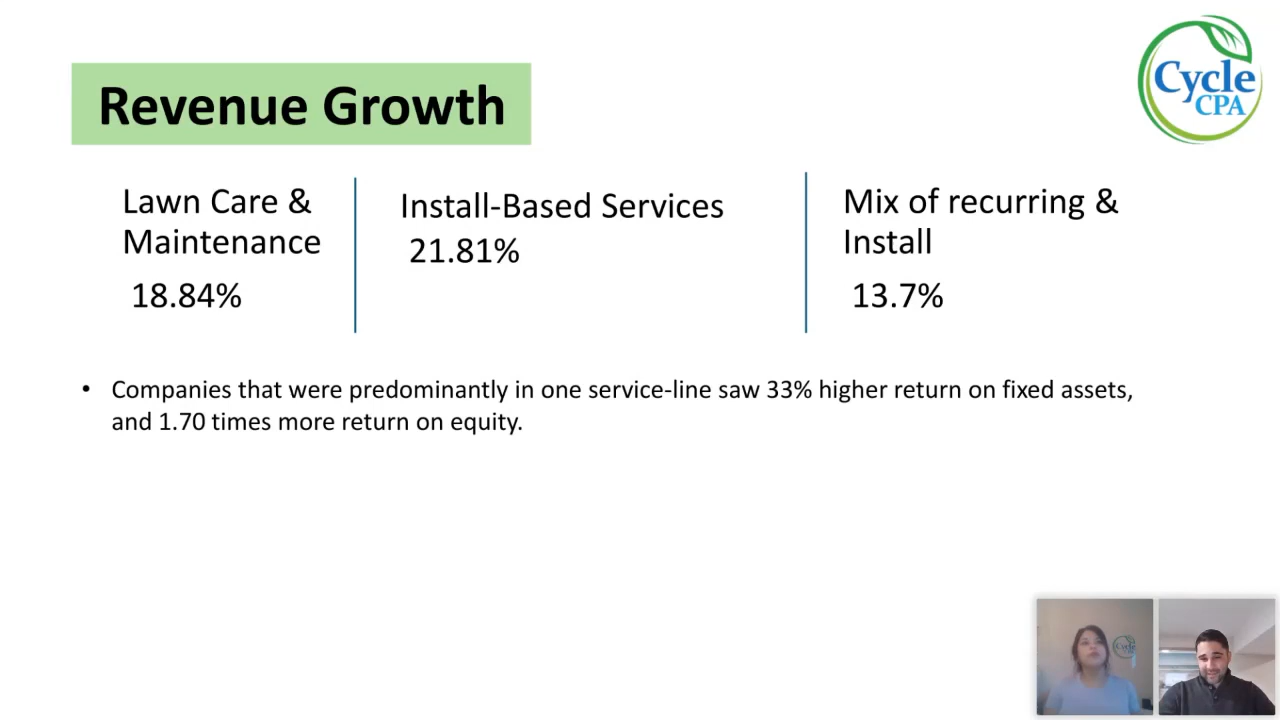 Cycle
CPA
Revenue Growth
Lawn Care &
Maintenance
18.84%
Install-Based Services
21.81%
Mix of recurring &
Install
13.7%
• Companies that were predominantly in one service-line saw 33% higher return on fixed assets,
and 1.70 times more return on equity.
Cycle
CPA